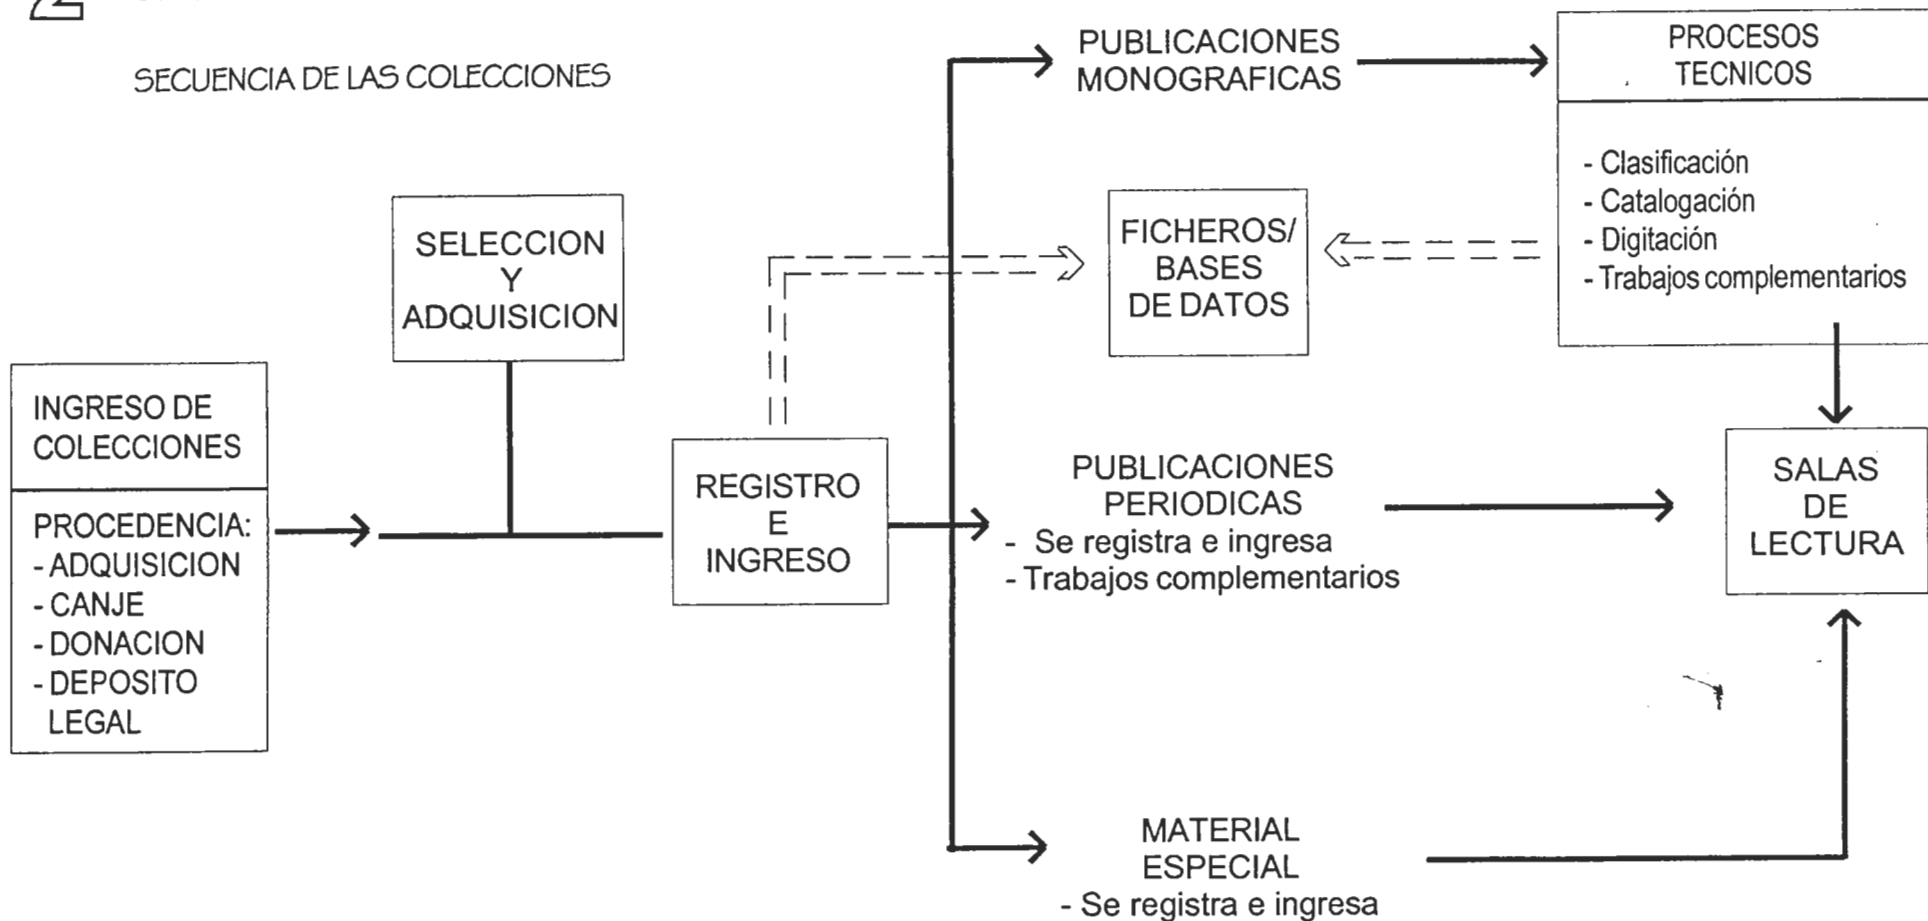 2
SECUENCIA DE LAS COLECCIONES
INGRESO DE
COLECCIONES
PROCEDENCIA:
- ADQUISICION
- CANJE
- DONACION
- DEPOSITO
LEGAL
SELECCION
Y
ADQUISICION
REGISTRO
E
INGRESO
PUBLICACIONES
MONOGRAFICAS
FICHEROS/
BASES
DE DATOS
PUBLICACIONES
PERIODICAS
- Se registra e ingresa
- Trabajos complementarios
MATERIAL
ESPECIAL
- Se registra e ingresa
PROCESOS
TECNICOS
- Clasificación
- Catalogación
- Digitación
- Trabajos complementarios
SALAS
DE
LECTURA